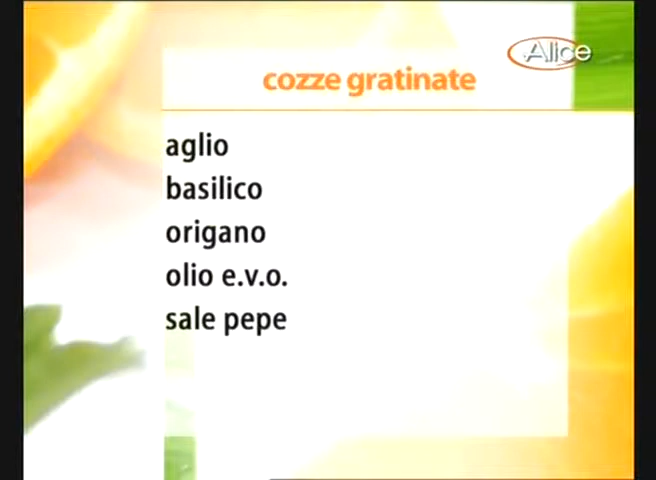 Alice
cozze gratinate
aglio
basilico
origano
olio e.v.o.
sale pepe